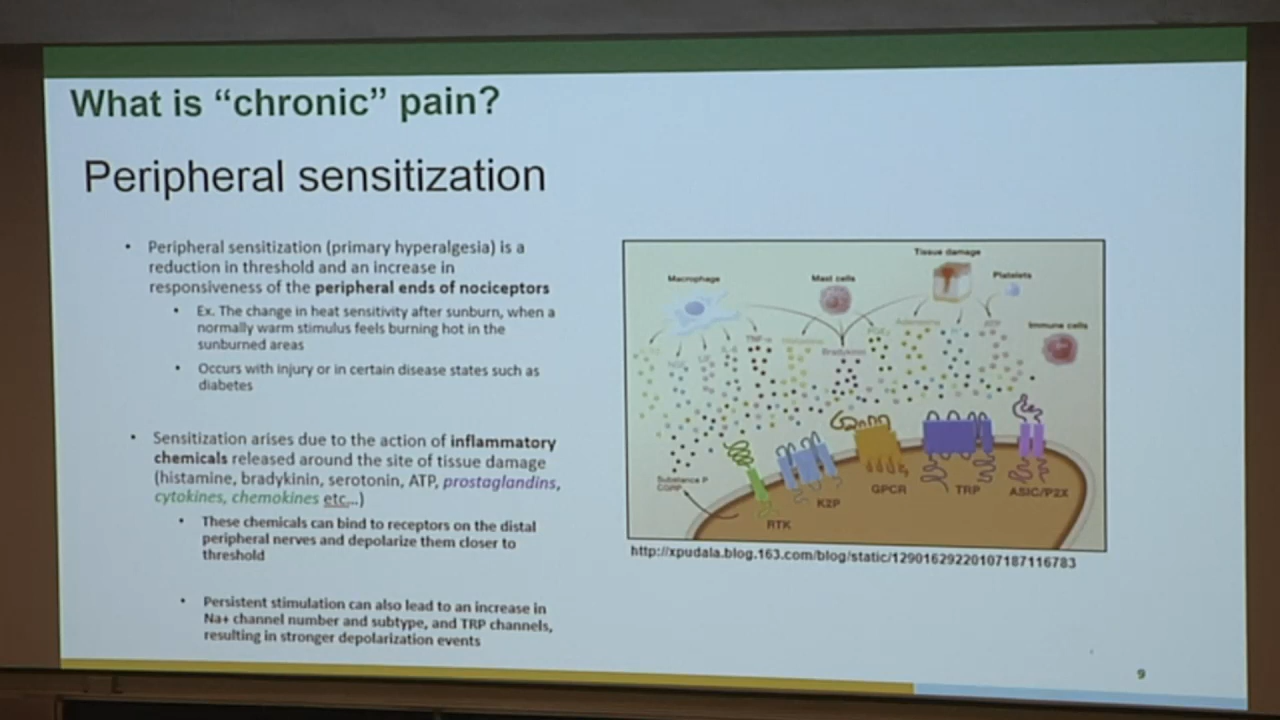 What is “chronic” pain?
Peripheral sensitization
• Peripheral sensitization (primary hyperalgesia) is a
reduction in threshold and an increase in
responsiveness of the peripheral ends of nociceptors
• Ex. The change in heat sensitivity after sunburn, when a
normally warm stimulus feels burning hot in the
sunburned areas
• Occurs with injury or in certain disease states such as
diabetes
• Sensitization arises due to the action of inflammatory
chemicals released around the site of tissue damage
(histamine, bradykinin, serotonin, ATP, prostaglandins,
cytokines, chemokines etc...)
• These chemicals can bind to receptors on the distal
peripheral nerves and depolarize them closer to
threshold
• Persistent stimulation can also lead to an increase in
Na+ channel number and subtype, and TRP channels,
resulting in stronger depolarization events
Tissue damage
Macrophage
Mast cells
Platelets
Immune cells
TNF-α
Histamine
Bradykinin
Adenosine
ATP
Substance P
CGRP
RTK
K2P
GPCR
TRP
ASIC/P2X
http://xpudala.blog.163.com/blog/static/12901629220107187116783
9